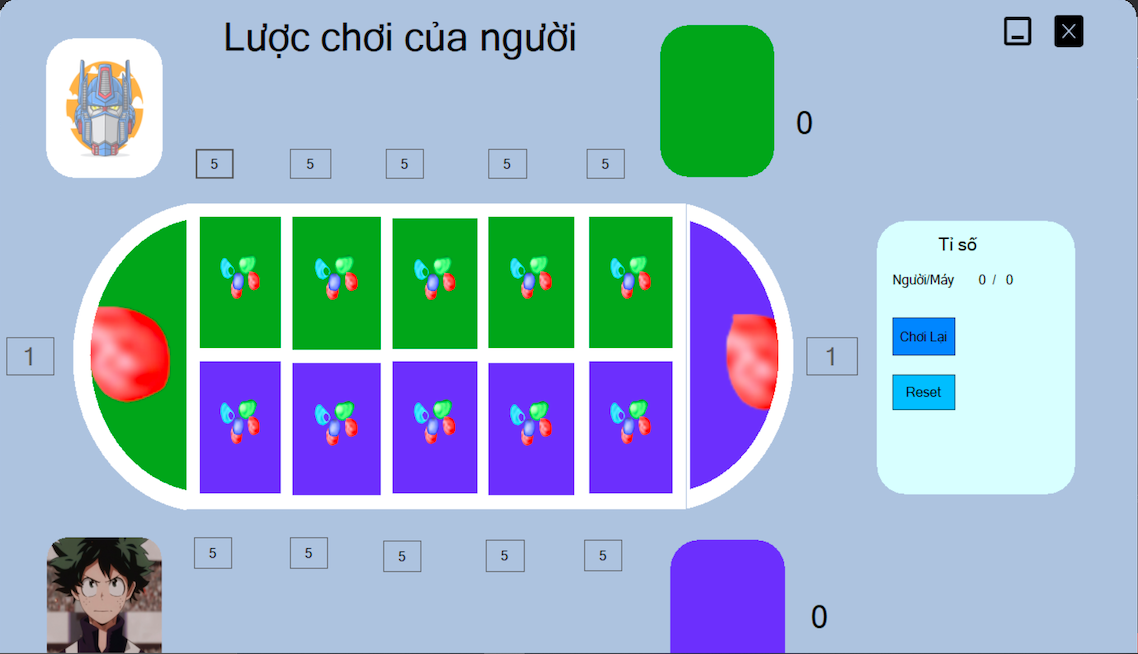 Lược chơi của người
0
5 5 5 5 5
Tỉ số
Người/Máy 0 / 0
Chơi Lại
1
1
Reset
5 5 5 5 5
0